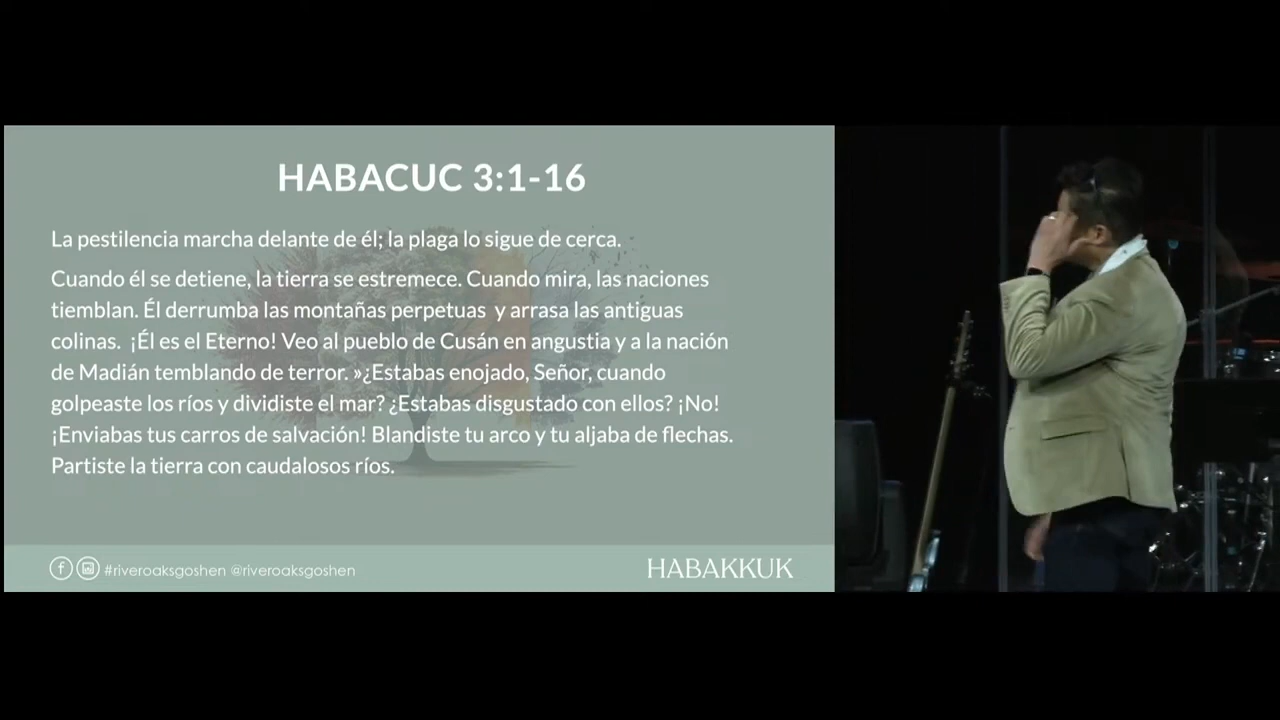 HABACUC 3:1-16
La pestilencia marcha delante de él; la plaga lo sigue de cerca.
Cuando él se detiene, la tierra se estremece. Cuando mira, las naciones
tiemblan. Él derrumba las montañas perpetuas y arrasa las antiguas
colinas. ¡Él es el Eterno! Veo al pueblo de Cusán en angustia y a la nación
de Madián temblando de terror. »¿Estabas enojado, Señor, cuando
golpeaste los ríos y dividiste el mar? ¿Estabas disgustado con ellos? ¡No!
¡Enviabas tus carros de salvación! Blandiste tu arco y tu aljaba de flechas.
Partiste la tierra con caudalosos ríos.
#riveroaksgoshen @riveroaksgoshen
HABAKKUK